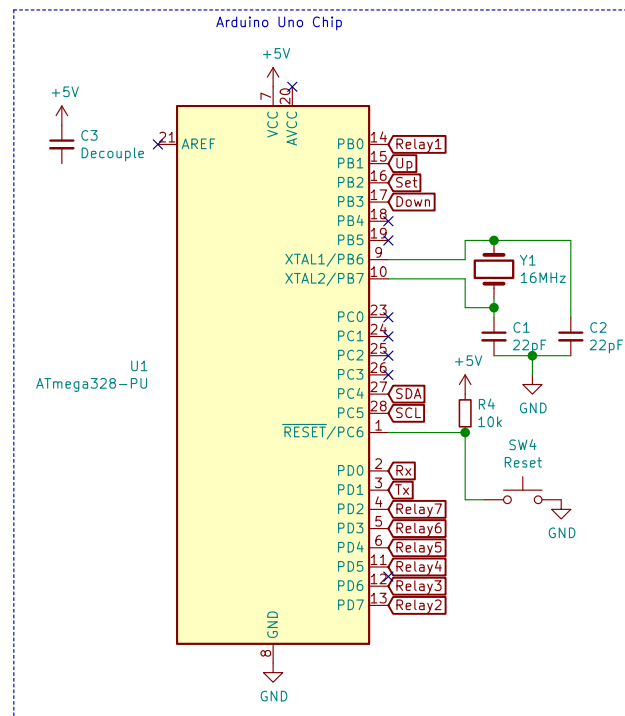 Arduino Uno Chip
+5V
+5V
C3
Decouple
7
VCC
20
AVCC
21
AREF
PB0 14 Relay1
PB1 15 Up
PB2 16 Set
PB3 17 Down
PB4 18
PB5 19
XTAL1/PB6 9
XTAL2/PB7 10
Y1
16MHz
C1
22pF
C2
22pF
GND
PC0 23
PC1 24
PC2 25
PC3 26
PC4 27 SDA
PC5 28 SCL
RESET/PC6 1
U1
ATmega328-PU
+5V
R4
10k
SW4
Reset
GND
PD0 2 Rx
PD1 3 Tx
PD2 4 Relay7
PD3 5 Relay6
PD4 6 Relay5
PD5 11 Relay4
PD6 12 Relay3
PD7 13 Relay2
GND
8
GND